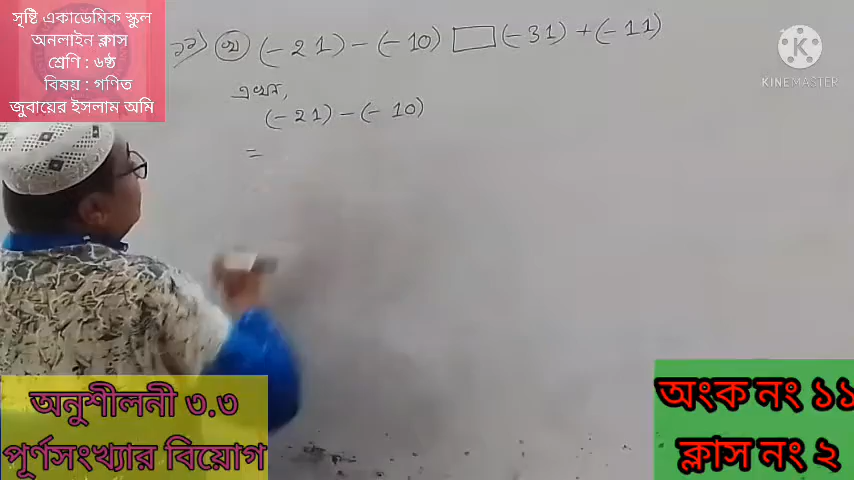 সৃষ্টি একাডেমিক স্কুল
অনলাইন ক্লাস
শ্রেণি : ৬ষ্ঠ
বিষয় : গণিত
জুবায়ের ইসলাম অমি
১১) খ (-21) - (-10) □ (-31) + (-11)
এখন,
(-21) - (-10)
=
KINEMASTER
অনুশীলনী ৩.৩
পূর্ণসংখ্যার বিয়োগ
অংক নং ১১
ক্লাস নং ২